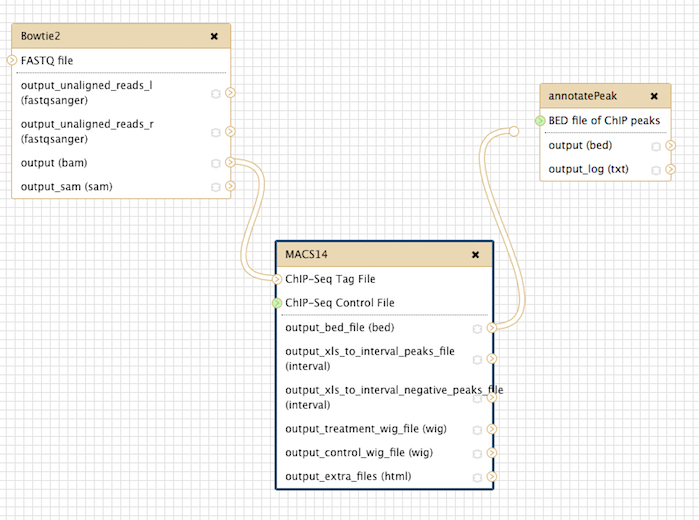 Bowtie2
FASTQ file
output_unaligned_reads_l
(fastqsanger)
output_unaligned_reads_r
(fastqsanger)
output (bam)
output_sam (sam)
annotatePeak
BED file of ChIP peaks
output (bed)
output_log (txt)
MACS14
ChIP-Seq Tag File
ChIP-Seq Control File
output_bed_file (bed)
output_xls_to_interval_peaks_file
(interval)
output_xls_to_interval_negative_peaks_file
(interval)
output_treatment_wig_file (wig)
output_control_wig_file (wig)
output_extra_files (html)